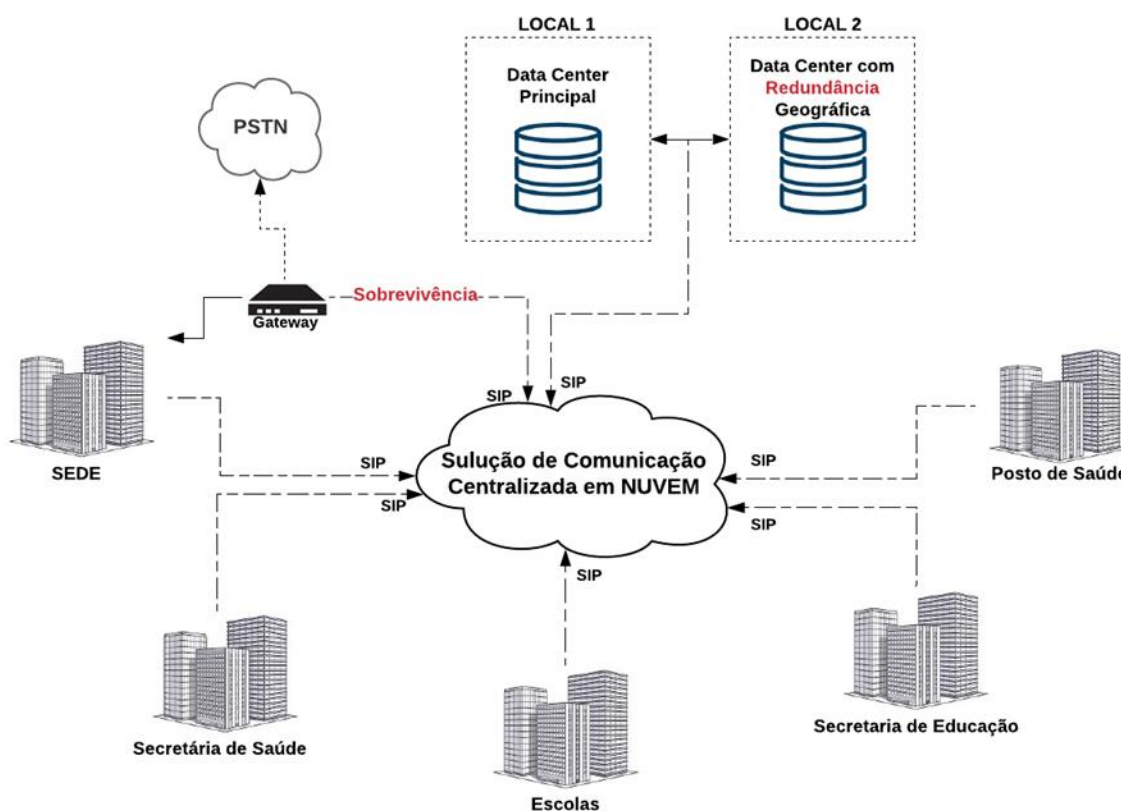 LOCAL 1
LOCAL 2
Data Center
Principal
Data Center com
Redundância
Geográfica
PSTN
Sobrevivência
Gateway
SIP
SIP
SEDE
SIP
SIP
Sulução de Comunicação
Centralizada em NUVEM
SIP
SIP
Posto de Saúde
SIP
Secretária de Saúde
Escolas
Secretaria de Educação